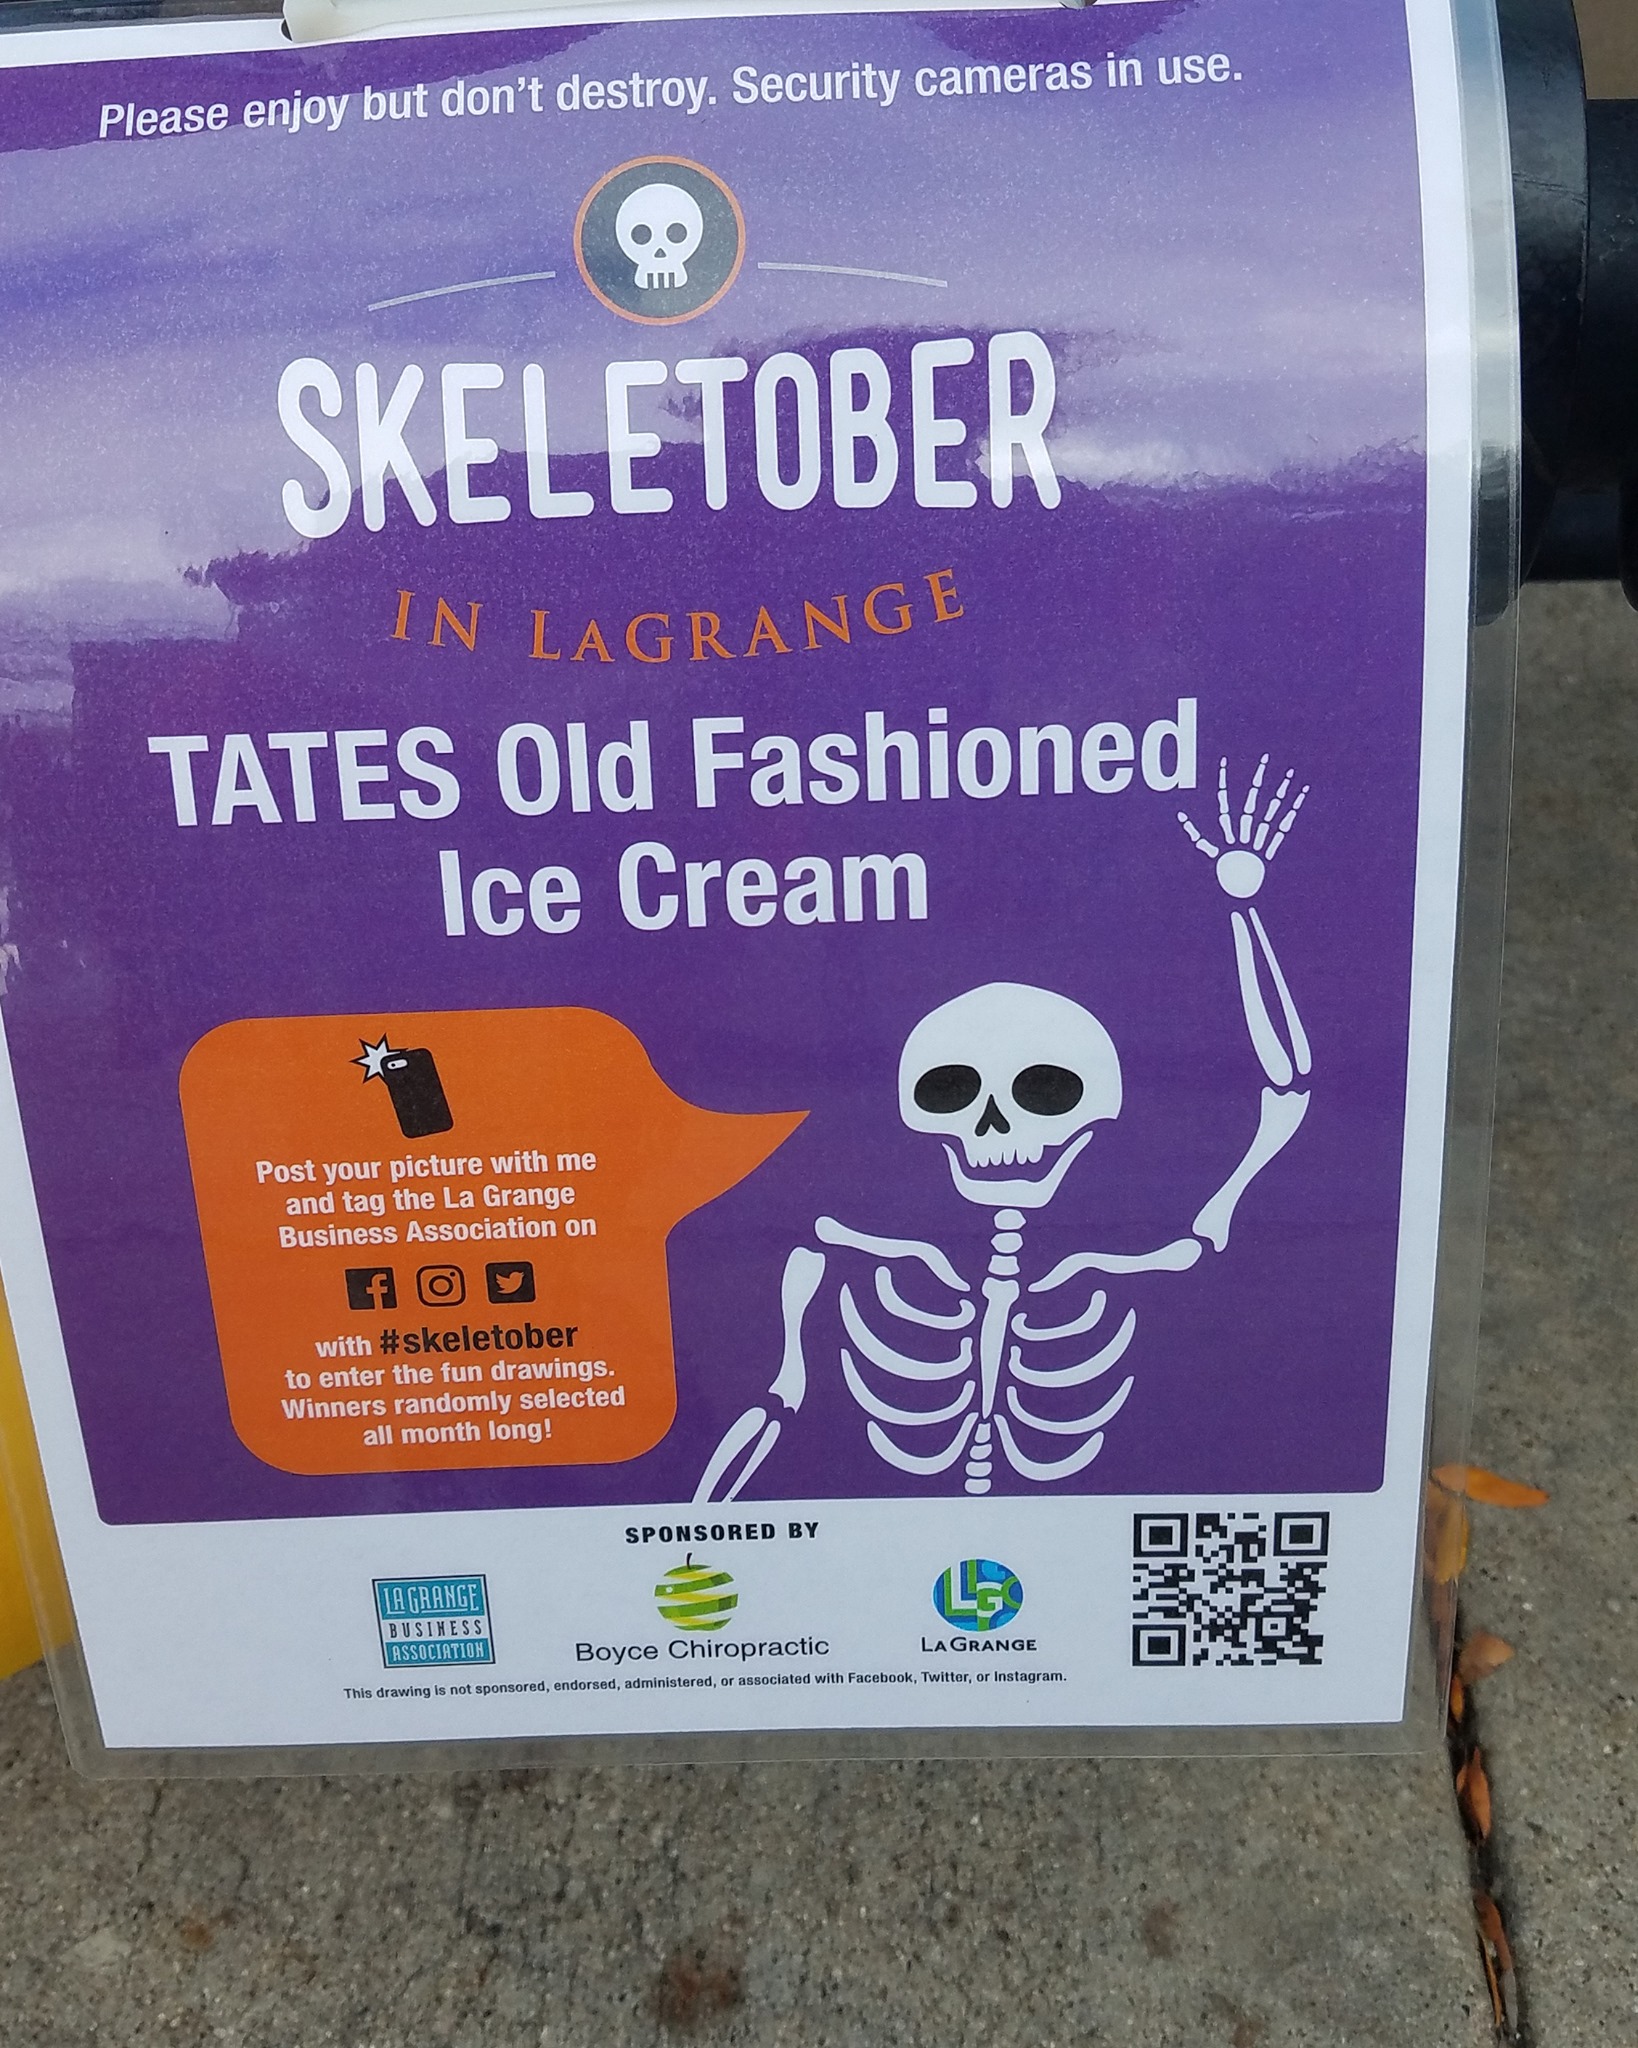 Please enjoy but don't destroy. Security cameras in use.
SKELETOBER
IN LAGRANGE
TATES Old Fashioned
Ice Cream
Post your picture with me
and tag the La Grange
Business Association on
with #skeletober
to enter the fun drawings.
Winners randomly selected
all month long!
SPONSORED BY
LA GRANGE
BUSINESS
ASSOCIATION
Boyce Chiropractic
LLGC
LAGRANGE
This drawing is not sponsored, endorsed, administered, or associated with Facebook, Twitter, or Instagram.